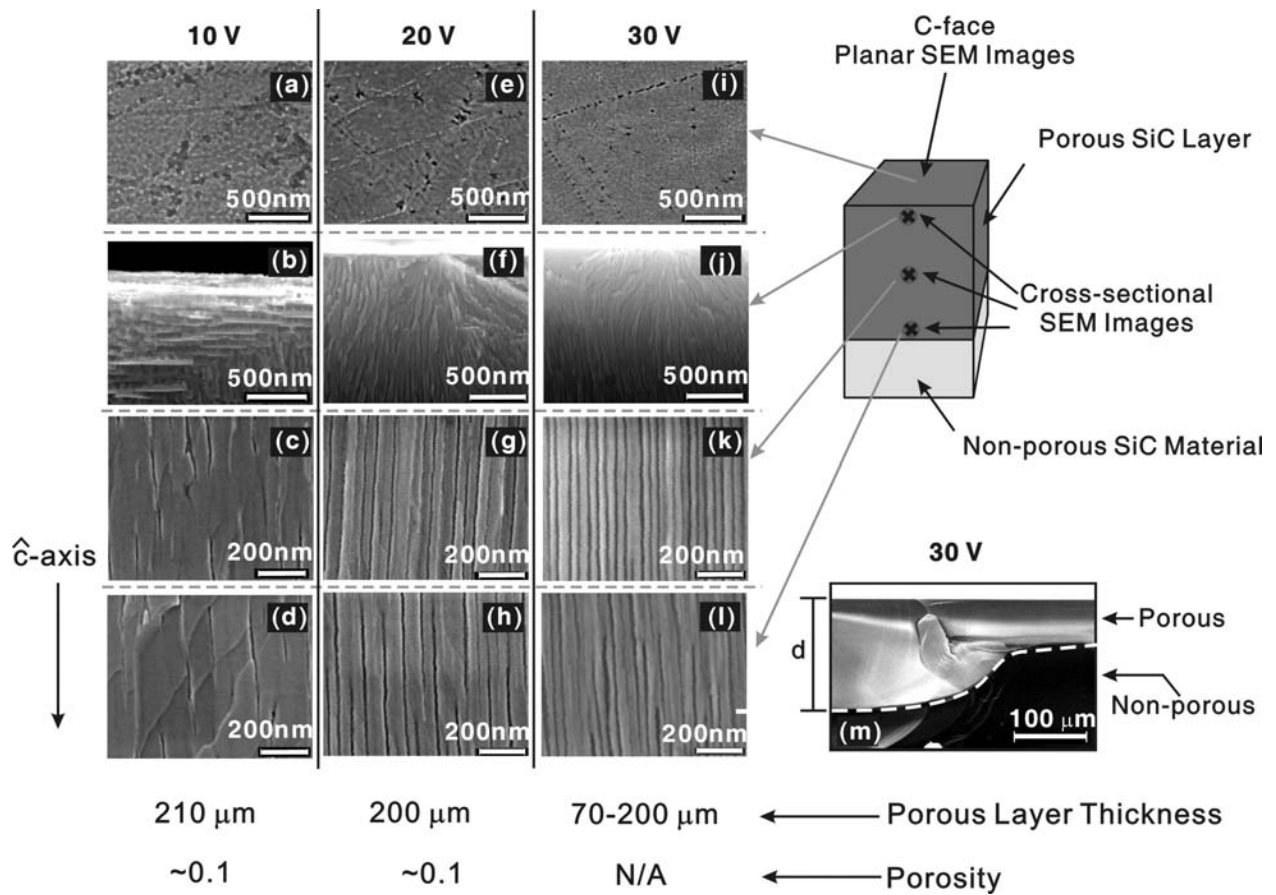 10 V
20 V
30 V
C-face
Planar SEM Images
(a)
500nm
(e)
500nm
(i)
500nm
Porous SiC Layer
(b)
500nm
(f)
500nm
(j)
500nm
Cross-sectional
SEM Images
Non-porous SiC Material
(c)
200nm
(g)
200nm
(k)
200nm
ĉ-axis
(d)
200nm
(h)
200nm
(l)
200nm
30 V
d
Porous
Non-porous
(m)
100 μm
210 μm
200 μm
70-200 μm
Porous Layer Thickness
~0.1
~0.1
N/A
Porosity